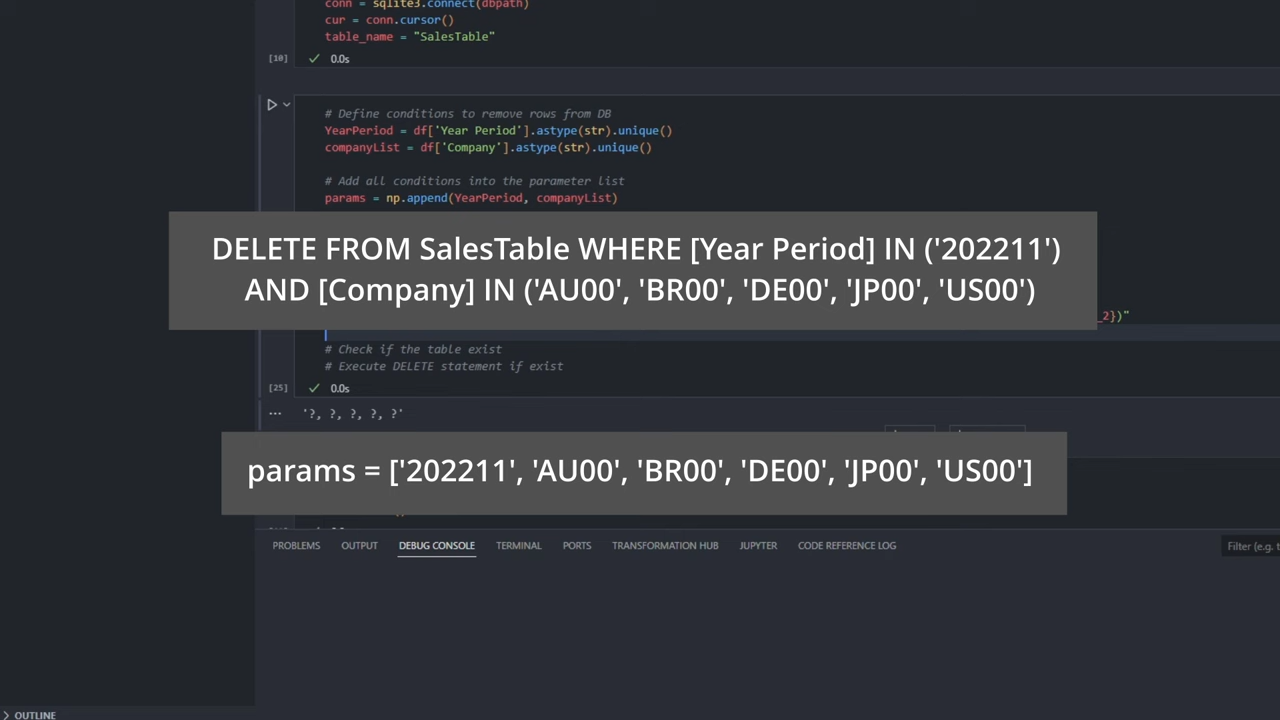 conn = sqlite3.connect(dbpath)
cur = conn.cursor()
table_name = "SalesTable"
[10] 0.0s
# Define conditions to remove rows from DB
YearPeriod = df['Year Period'].astype(str).unique()
companyList = df['Company'].astype(str).unique()
# Add all conditions into the parameter list
params = np.append(YearPeriod, companyList)
DELETE FROM SalesTable WHERE [Year Period] IN ('202211')
AND [Company] IN ('AU00', 'BR00', 'DE00', 'JP00', 'US00')
_2})"
# Check if the table exist
# Execute DELETE statement if exist
[25] 0.0s
... '?, ?, ?, ?, ?'
params = ['202211', 'AU00', 'BR00', 'DE00', 'JP00', 'US00']
PROBLEMS OUTPUT DEBUG CONSOLE TERMINAL PORTS TRANSFORMATION HUB JUPYTER CODE REFERENCE LOG Filter (e.g. t
> OUTLINE